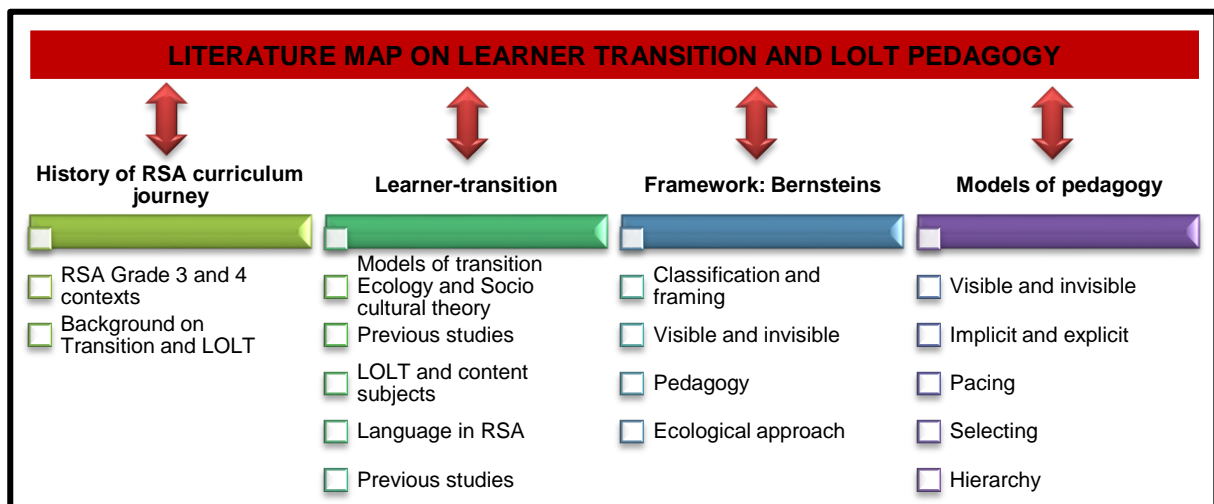 LITERATURE MAP ON LEARNER TRANSITION AND LOLT PEDAGOGY
History of RSA curriculum
journey
RSA Grade 3 and 4
contexts
Background on
Transition and LOLT
Learner-transition
Models of transition
Ecology and Socio
cultural theory
Previous studies
LOLT and content
subjects
Language in RSA
Previous studies
Framework: Bernsteins
Classification and
framing
Visible and invisible
Pedagogy
Ecological approach
Models of pedagogy
Visible and invisible
Implicit and explicit
Pacing
Selecting
Hierarchy